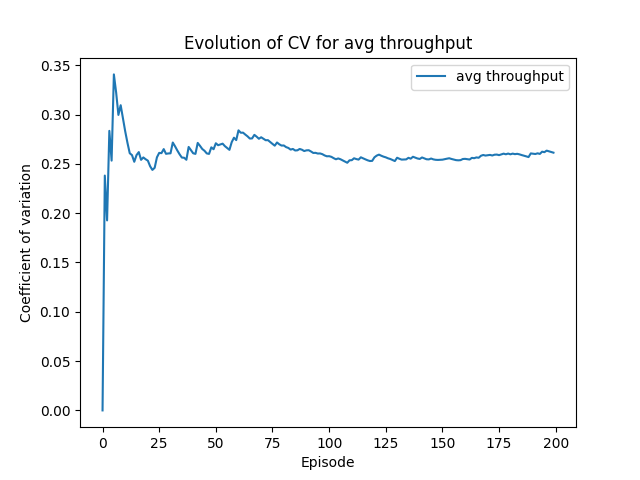 Evolution of CV for avg throughput
avg throughput
Coefficient of variation
0.35
0.30
0.25
0.20
0.15
0.10
0.05
0.00
0 25 50 75 100 125 150 175 200
Episode